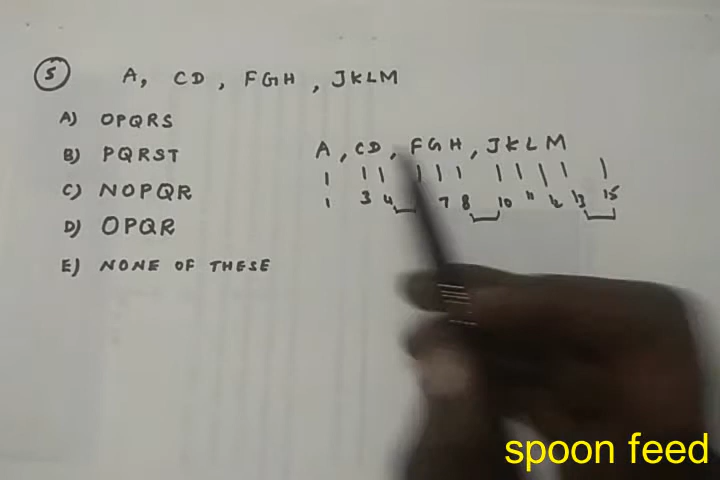 5 A, CD, FGH, JKLM
A) OPQRS
B) PQRST
C) NOPQR
D) OPQR
E) NONE OF THESE
A, CD, FGH, JKLM
1 3 4 7 8 10 11 12 13 15
spoon feed